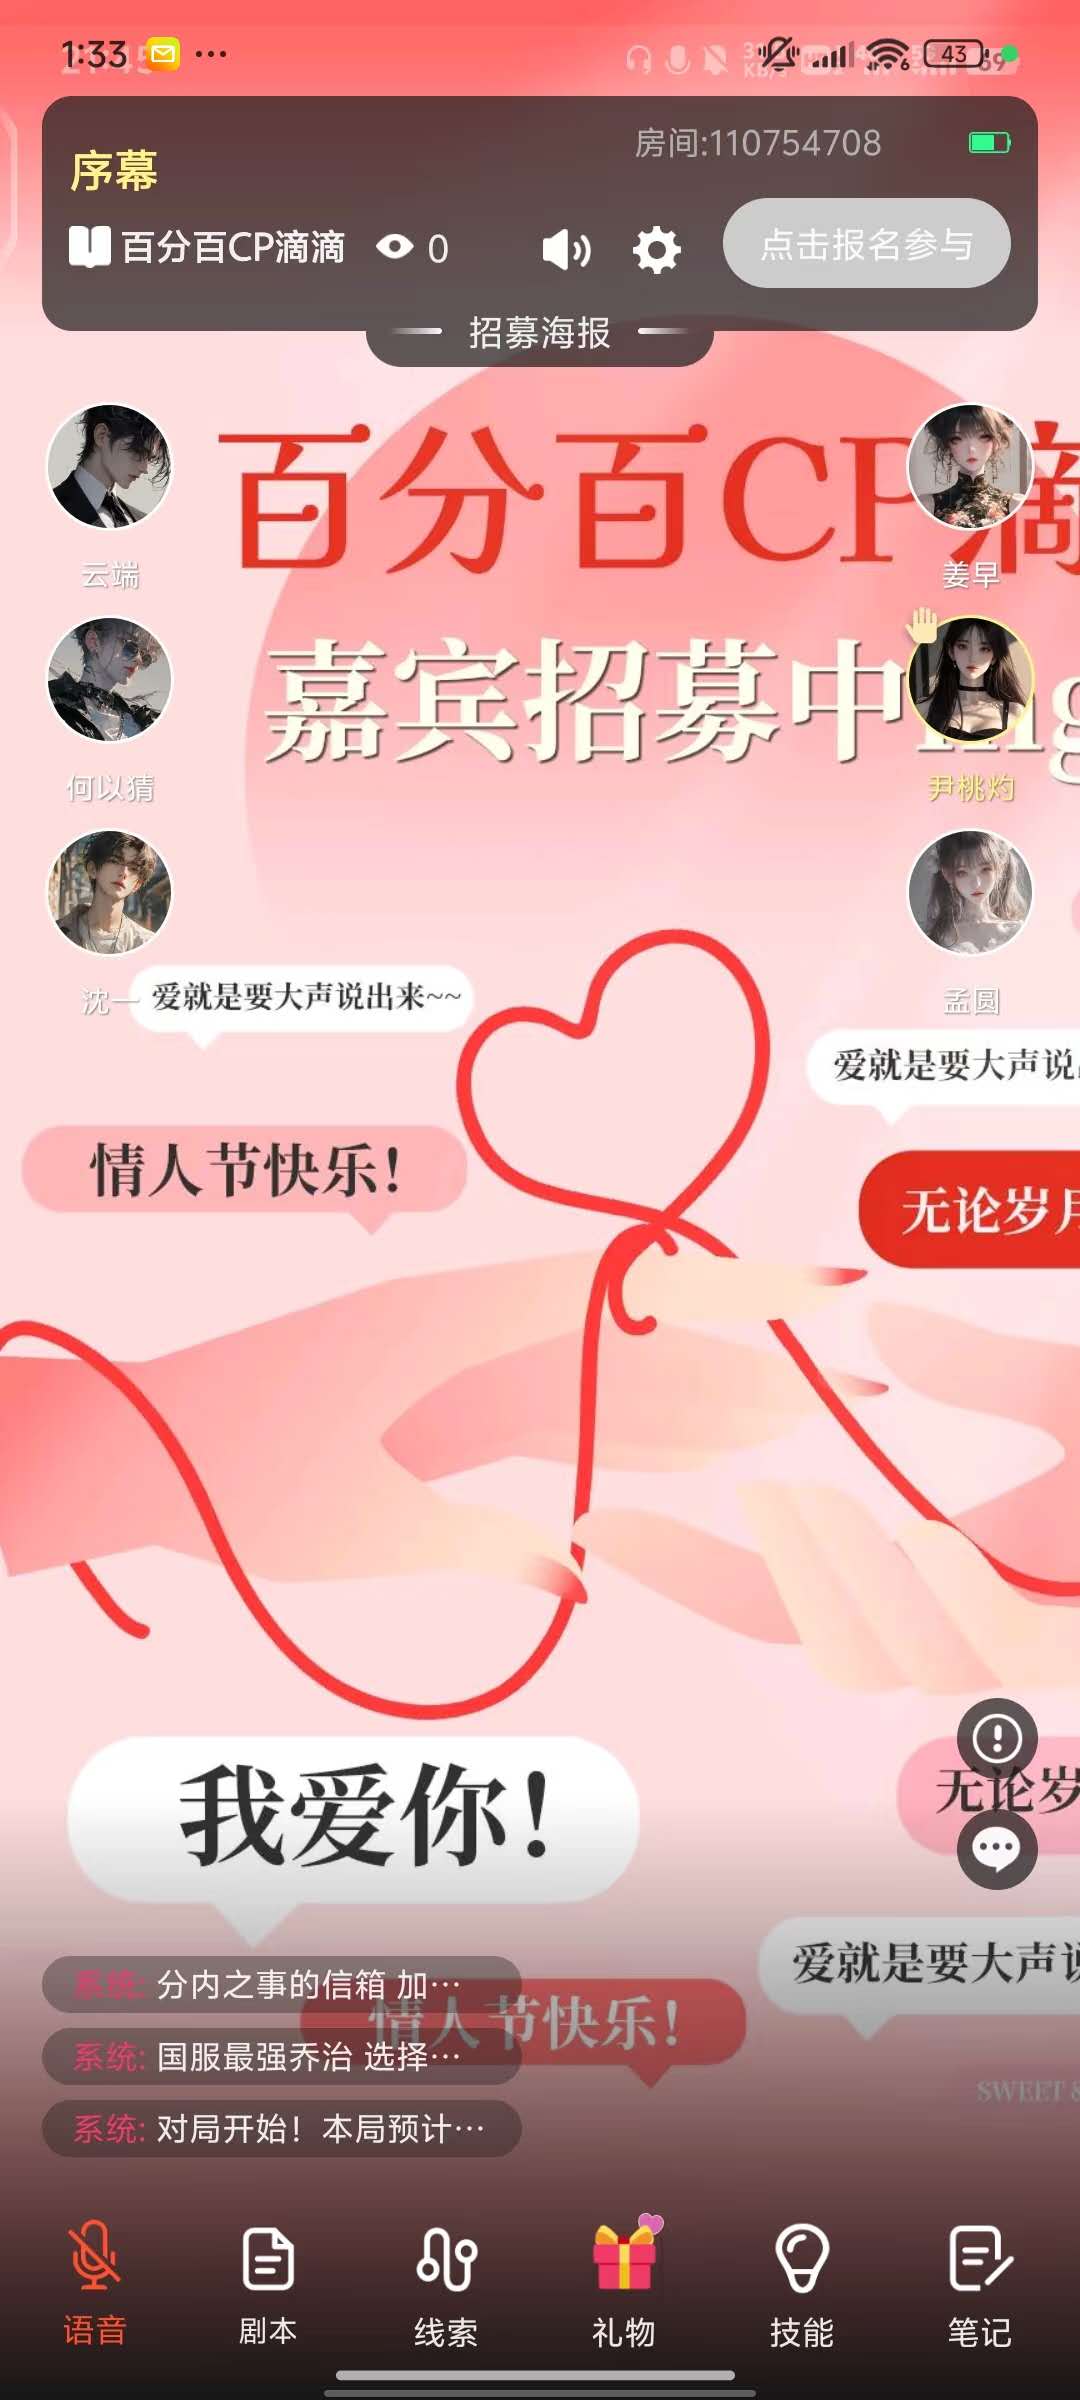 1:33 ··· 43
序幕
房间:110754708
百分百CP滴滴 0
点击报名参与
招募海报
百分百CP滴
嘉宾招募中ing
云端
姜早
何以猜
尹桃灼
沈一
孟圆
爱就是要大声说出来~~
爱就是要大声说
情人节快乐!
无论岁月
我爱你!
无论岁
爱就是要大声说
情人节快乐!
SWEET &
系统: 分内之事的信箱 加···
系统: 国服最强乔治 选择···
系统: 对局开始! 本局预计···
语音
剧本
线索
礼物
技能
笔记